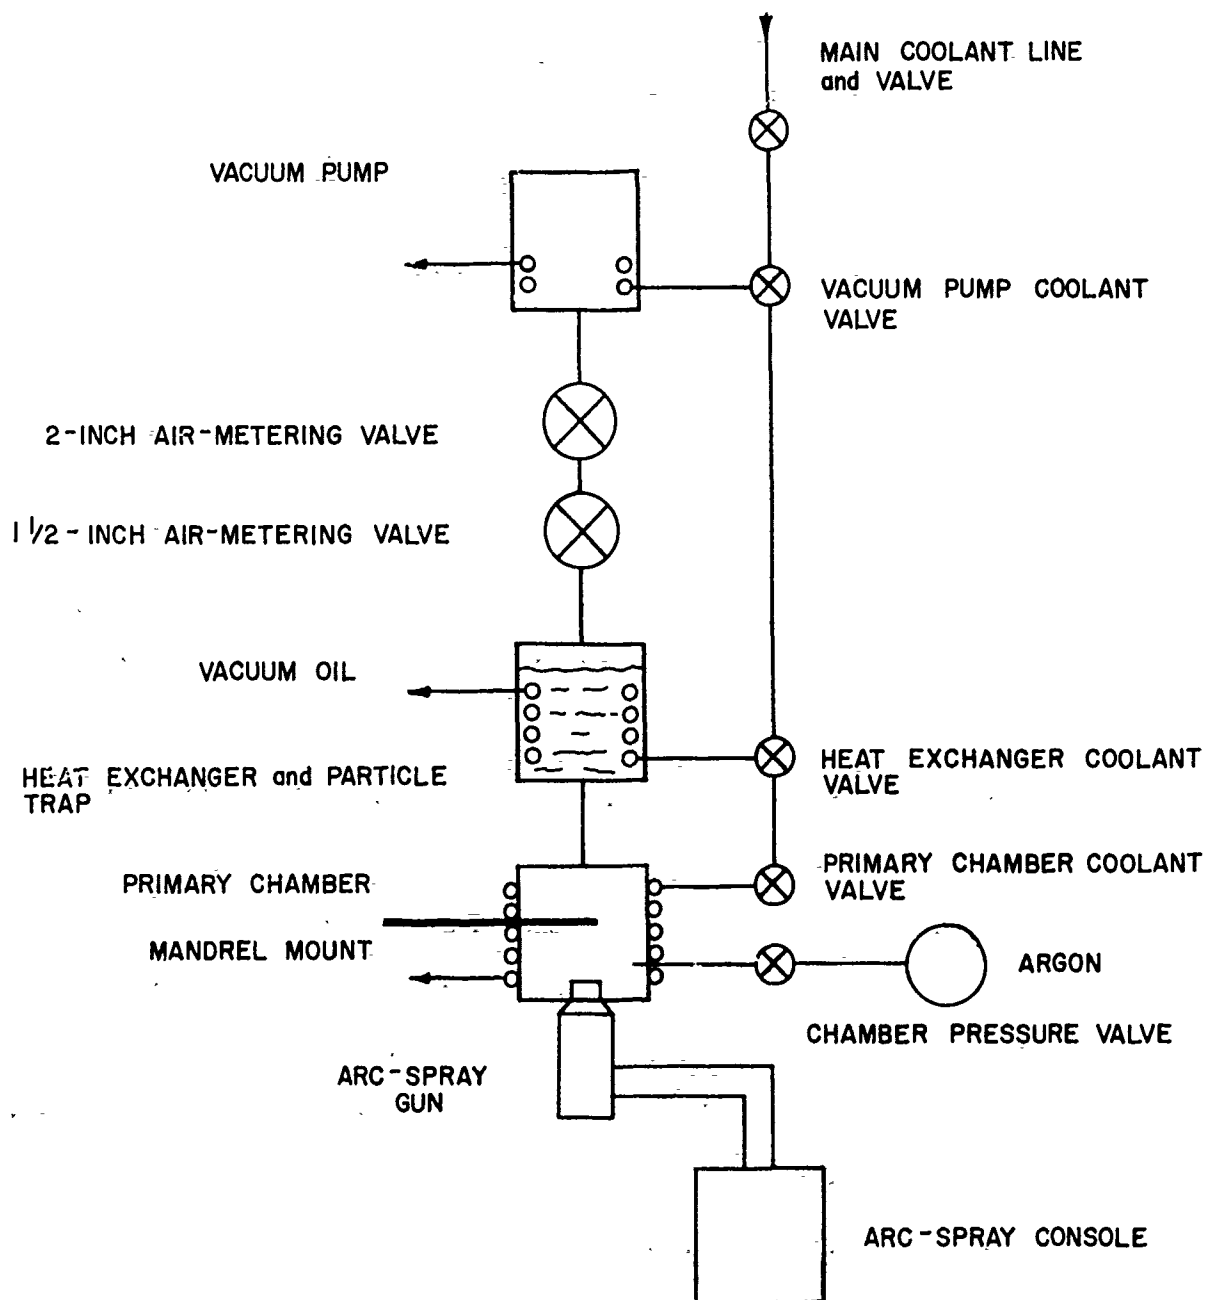 MAIN COOLANT LINE
and VALVE
VACUUM PUMP
VACUUM PUMP COOLANT
VALVE
2-INCH AIR-METERING VALVE
1 1/2-INCH AIR-METERING VALVE
VACUUM OIL
HEAT EXCHANGER and PARTICLE
TRAP
HEAT EXCHANGER COOLANT
VALVE
PRIMARY CHAMBER
PRIMARY CHAMBER COOLANT
VALVE
MANDREL MOUNT
ARGON
CHAMBER PRESSURE VALVE
ARC-SPRAY
GUN
ARC-SPRAY CONSOLE